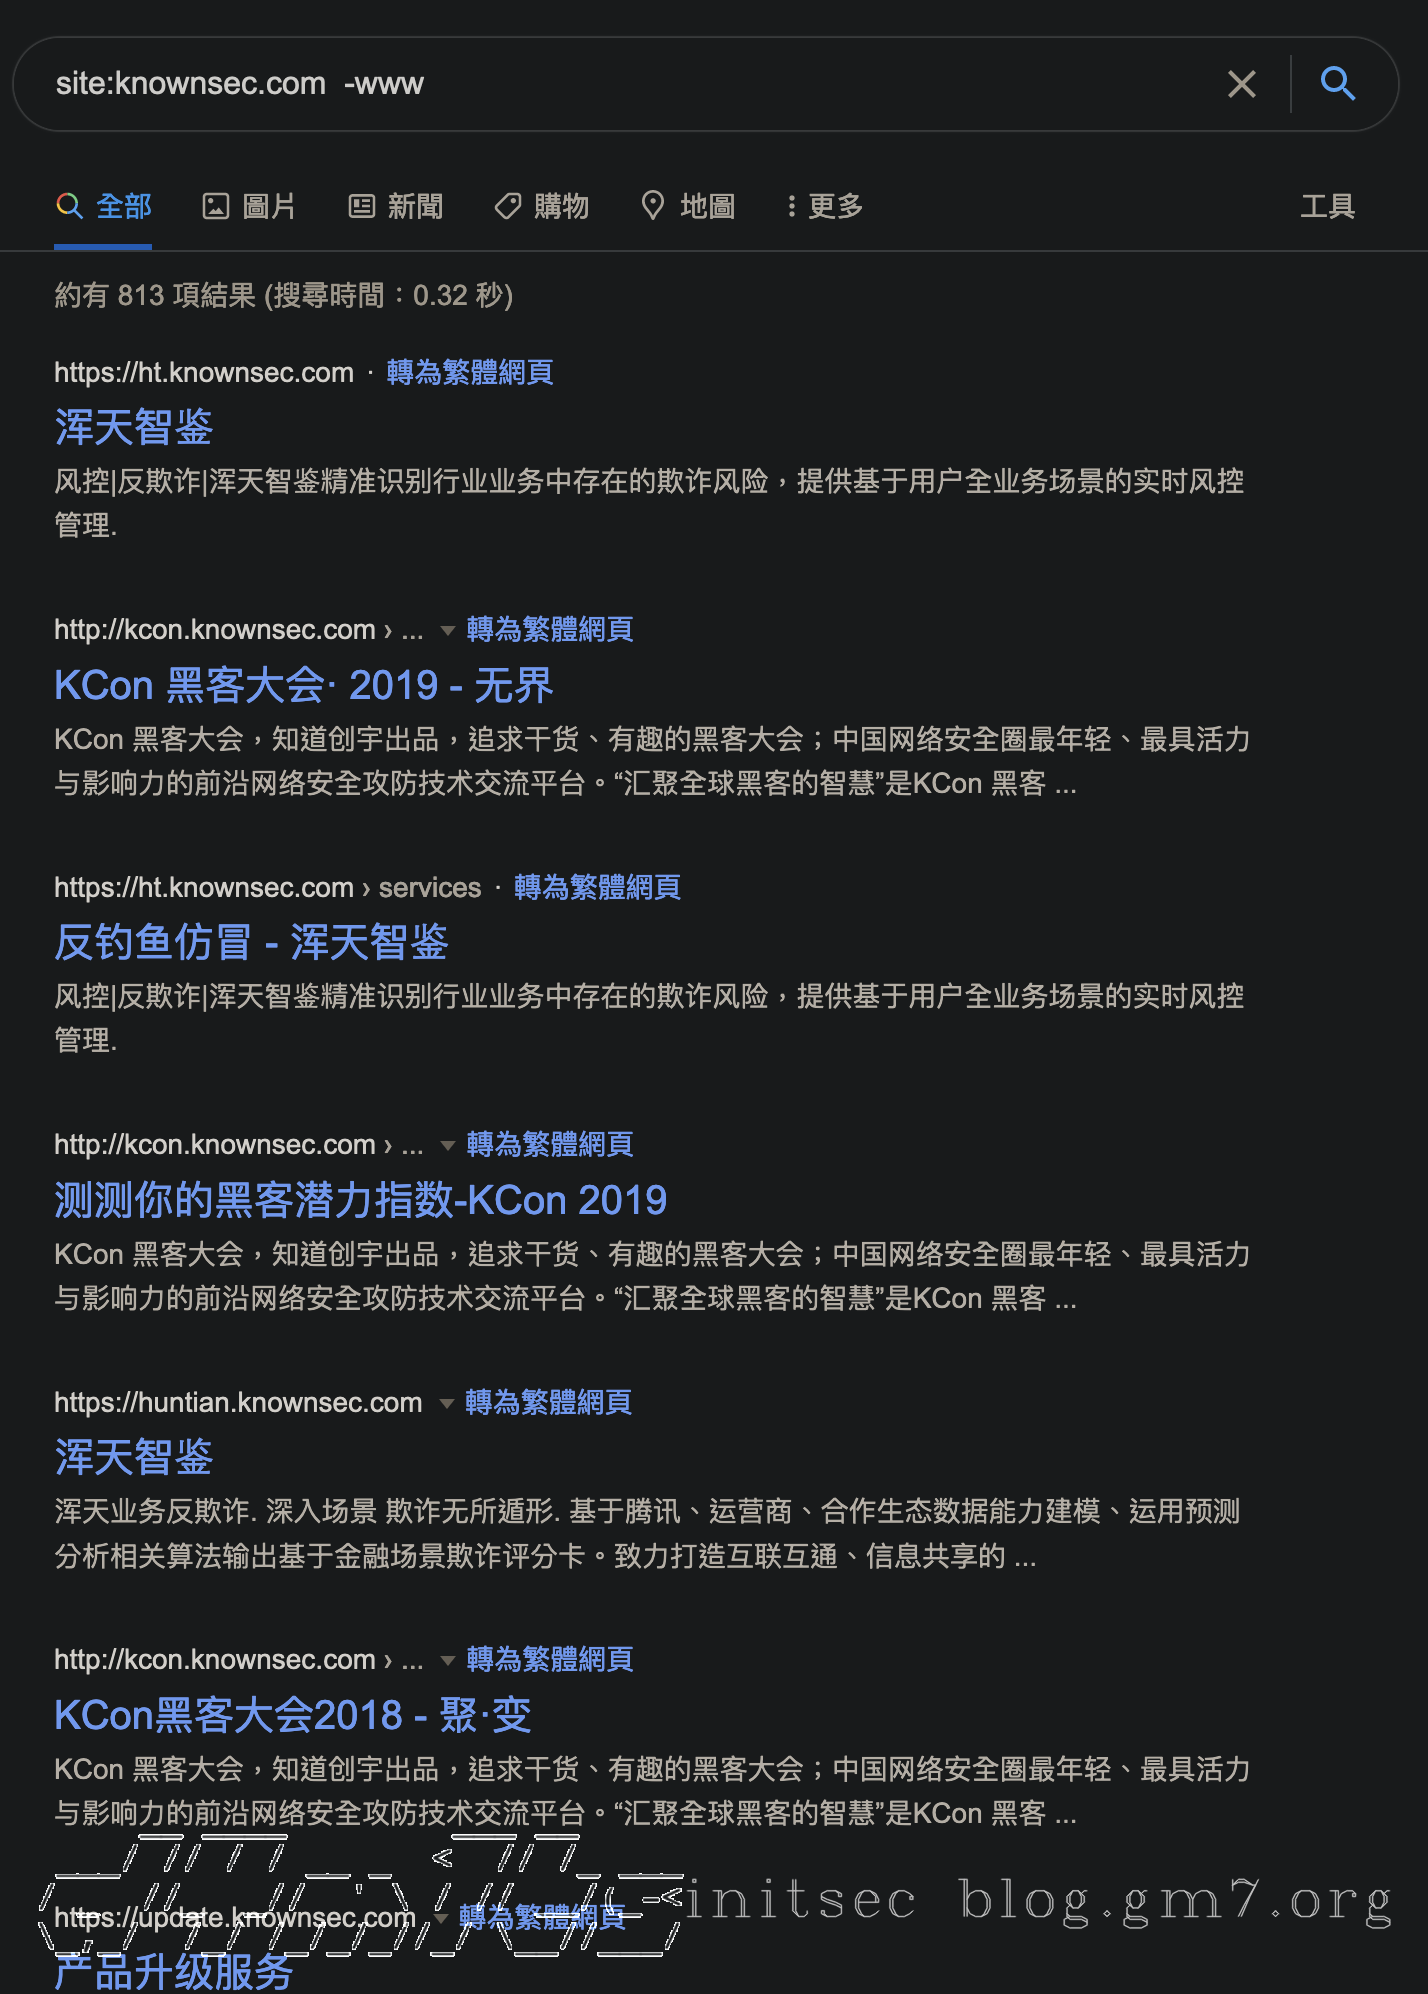 site:knownsec.com -www
全部 圖片 新聞 購物 地圖 更多 工具
約有 813 項結果 (搜尋時間：0.32 秒)
https://ht.knownsec.com · 轉為繁體網頁
浑天智鉴
风控|反欺诈|浑天智鉴精准识别行业业务中存在的欺诈风险，提供基于用户全业务场景的实时风控
管理.
http://kcon.knownsec.com › ... 轉為繁體網頁
KCon 黑客大会· 2019 - 无界
KCon 黑客大会，知道创宇出品，追求干货、有趣的黑客大会；中国网络安全圈最年轻、最具活力
与影响力的前沿网络安全攻防技术交流平台。“汇聚全球黑客的智慧”是KCon 黑客 ...
https://ht.knownsec.com › services · 轉為繁體網頁
反钓鱼仿冒 - 浑天智鉴
风控|反欺诈|浑天智鉴精准识别行业业务中存在的欺诈风险，提供基于用户全业务场景的实时风控
管理.
http://kcon.knownsec.com › ... 轉為繁體網頁
测测你的黑客潜力指数-KCon 2019
KCon 黑客大会，知道创宇出品，追求干货、有趣的黑客大会；中国网络安全圈最年轻、最具活力
与影响力的前沿网络安全攻防技术交流平台。“汇聚全球黑客的智慧”是KCon 黑客 ...
https://huntian.knownsec.com 轉為繁體網頁
浑天智鉴
浑天业务反欺诈. 深入场景 欺诈无所遁形. 基于腾讯、运营商、合作生态数据能力建模、运用预测
分析相关算法输出基于金融场景欺诈评分卡。致力打造互联互通、信息共享的 ...
http://kcon.knownsec.com › ... 轉為繁體網頁
KCon黑客大会2018 - 聚·变
KCon 黑客大会，知道创宇出品，追求干货、有趣的黑客大会；中国网络安全圈最年轻、最具活力
与影响力的前沿网络安全攻防技术交流平台。“汇聚全球黑客的智慧”是KCon 黑客 ...
initsec blog.gm7.org
https://update.knownsec.com 轉為繁體網頁
产品升级服务